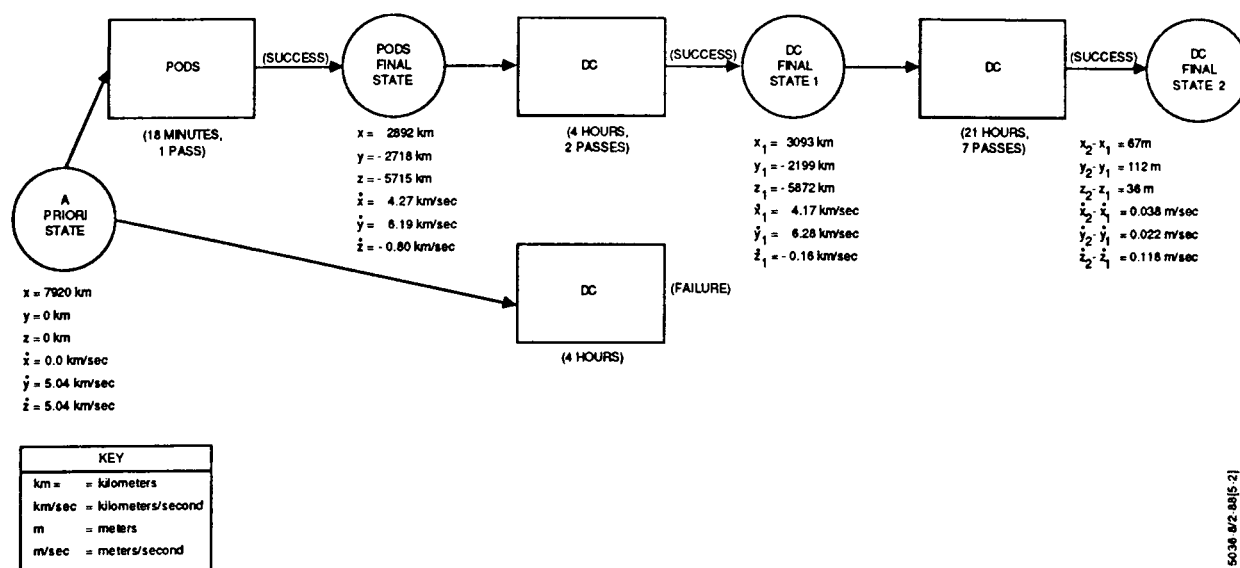 PODS
(SUCCESS)
PODS
FINAL
STATE
DC
(SUCCESS)
DC
FINAL
STATE 1
DC
(SUCCESS)
DC
FINAL
STATE 2
(18 MINUTES,
1 PASS)
(4 HOURS,
2 PASSES)
(21 HOURS,
7 PASSES)
A
PRIORI
STATE
x = 2892 km
y = - 2718 km
z = - 5715 km
ẋ = 4.27 km/sec
ẏ = 6.19 km/sec
ż = - 0.80 km/sec
x₁ = 3093 km
y₁ = -2199 km
z₁ = -5872 km
ẋ₁ = 4.17 km/sec
ẏ₁ = 6.28 km/sec
ż₁ = - 0.16 km/sec
x₂- x₁ = 67m
y₂- y₁ = 112 m
z₂- z₁ = 36 m
ẋ₂- ẋ₁ = 0.038 m/sec
ẏ₂- ẏ₁ = 0.022 m/sec
ż₂- ż₁ = 0.118 m/sec
DC
(FAILURE)
(4 HOURS)
x = 7920 km
y = 0 km
z = 0 km
ẋ = 0.0 km/sec
ẏ = 5.04 km/sec
ż = 5.04 km/sec
KEY
km = = kilometers
km/sec = kilometers/second
m = meters
m/sec = meters/second
5036-8/2-88[5-2]